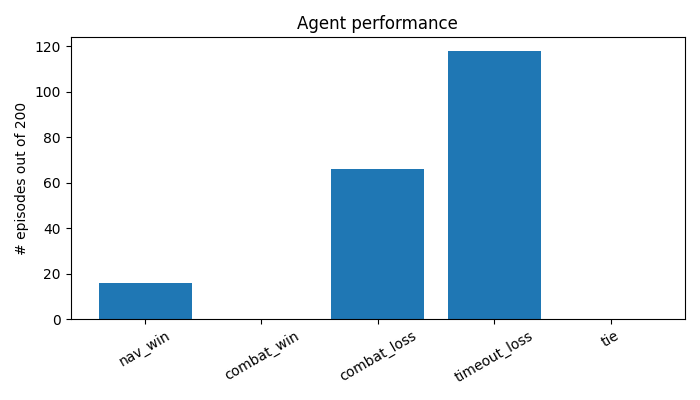 Agent performance
# episodes out of 200
120
100
80
60
40
20
0
nav_win
combat_win
combat_loss
timeout_loss
tie